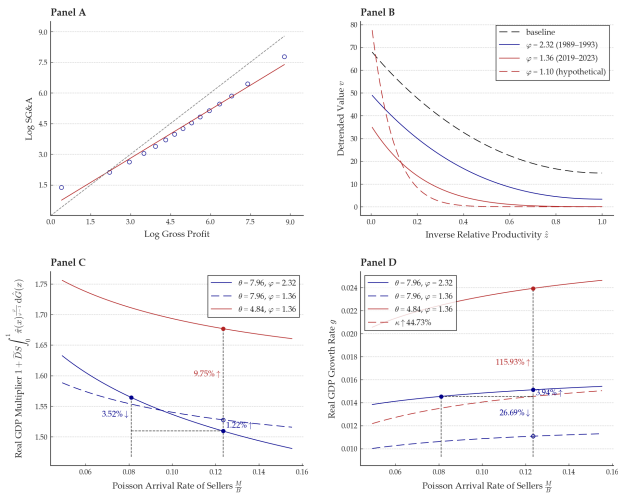 Panel A
Log SG&A
9.0
7.5
6.0
4.5
3.0
1.5
0.0
1.5
3.0
4.5
6.0
7.5
9.0
Log Gross Profit
Panel B
Detrended Value v
80
70
60
50
40
30
20
10
0
baseline
φ = 2.32 (1989–1993)
φ = 1.36 (2019–2023)
φ = 1.10 (hypothetical)
0.0
0.2
0.4
0.6
0.8
1.0
Inverse Relative Productivity ẑ
Panel C
1.75
1.70
1.65
1.60
1.55
1.50
θ = 7.96, φ = 2.32
θ = 7.96, φ = 1.36
θ = 4.84, φ = 1.36
9.75% ↑
3.52% ↓
1.22% ↑
0.06
0.08
0.10
0.12
0.14
0.16
Poisson Arrival Rate of Sellers M/B
Panel D
Real GDP Growth Rate g
0.024
0.022
0.020
0.018
0.016
0.014
0.012
0.010
θ = 7.96, φ = 2.32
θ = 7.96, φ = 1.36
θ = 4.84, φ = 1.36
κ ↑ 44.73%
115.93% ↑
3.94% ↑
26.69% ↓
0.06
0.08
0.10
0.12
0.14
0.16
Poisson Arrival Rate of Sellers M/B